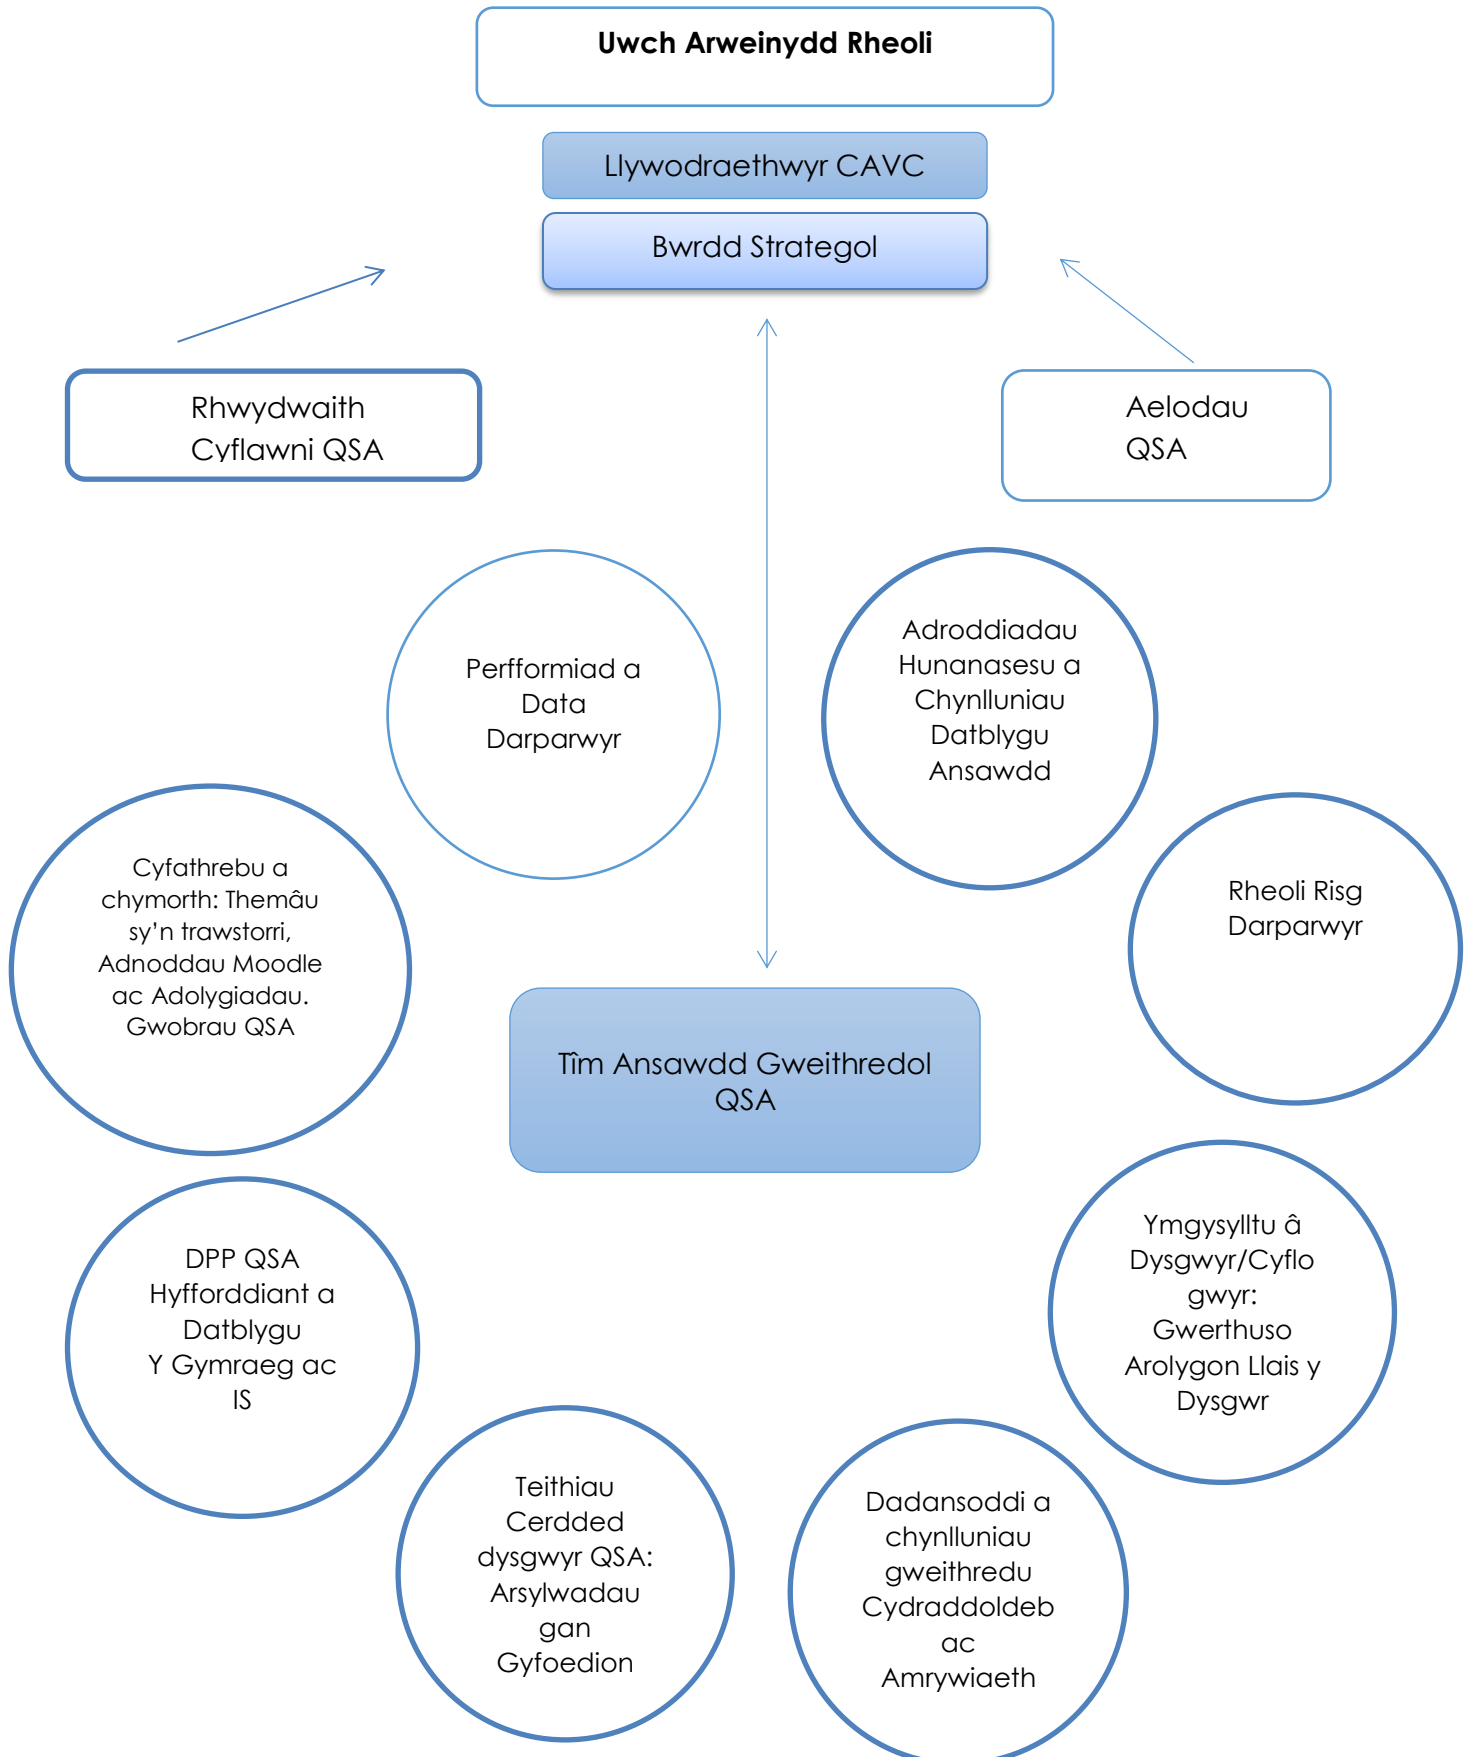 Uwch Arweinydd Rheoli
Llywodraethwyr CAVC
Bwrdd Strategol
Rhwydwaith
Cyflawni QSA
Aelodau
QSA
Perfformiad a
Data
Darparwyr
Adroddiadau
Hunanasesu a
Chynlluniau
Datblygu
Ansawdd
Cyfathrebu a
chymorth: Themâu
sy’n trawstorri,
Adnoddau Moodle
ac Adolygiadau.
Gwobrau QSA
Rheoli Risg
Darparwyr
Tîm Ansawdd Gweithredol
QSA
DPP QSA
Hyfforddiant a
Datblygu
Y Gymraeg ac
IS
Ymgysylltu â
Dysgwyr/Cyflo
gwyr:
Gwerthuso
Arolygon Llais y
Dysgwr
Teithiau
Cerdded
dysgwyr QSA:
Arsylwadau
gan
Gyfoedion
Dadansoddi a
chynlluniau
gweithredu
Cydraddoldeb
ac
Amrywiaeth